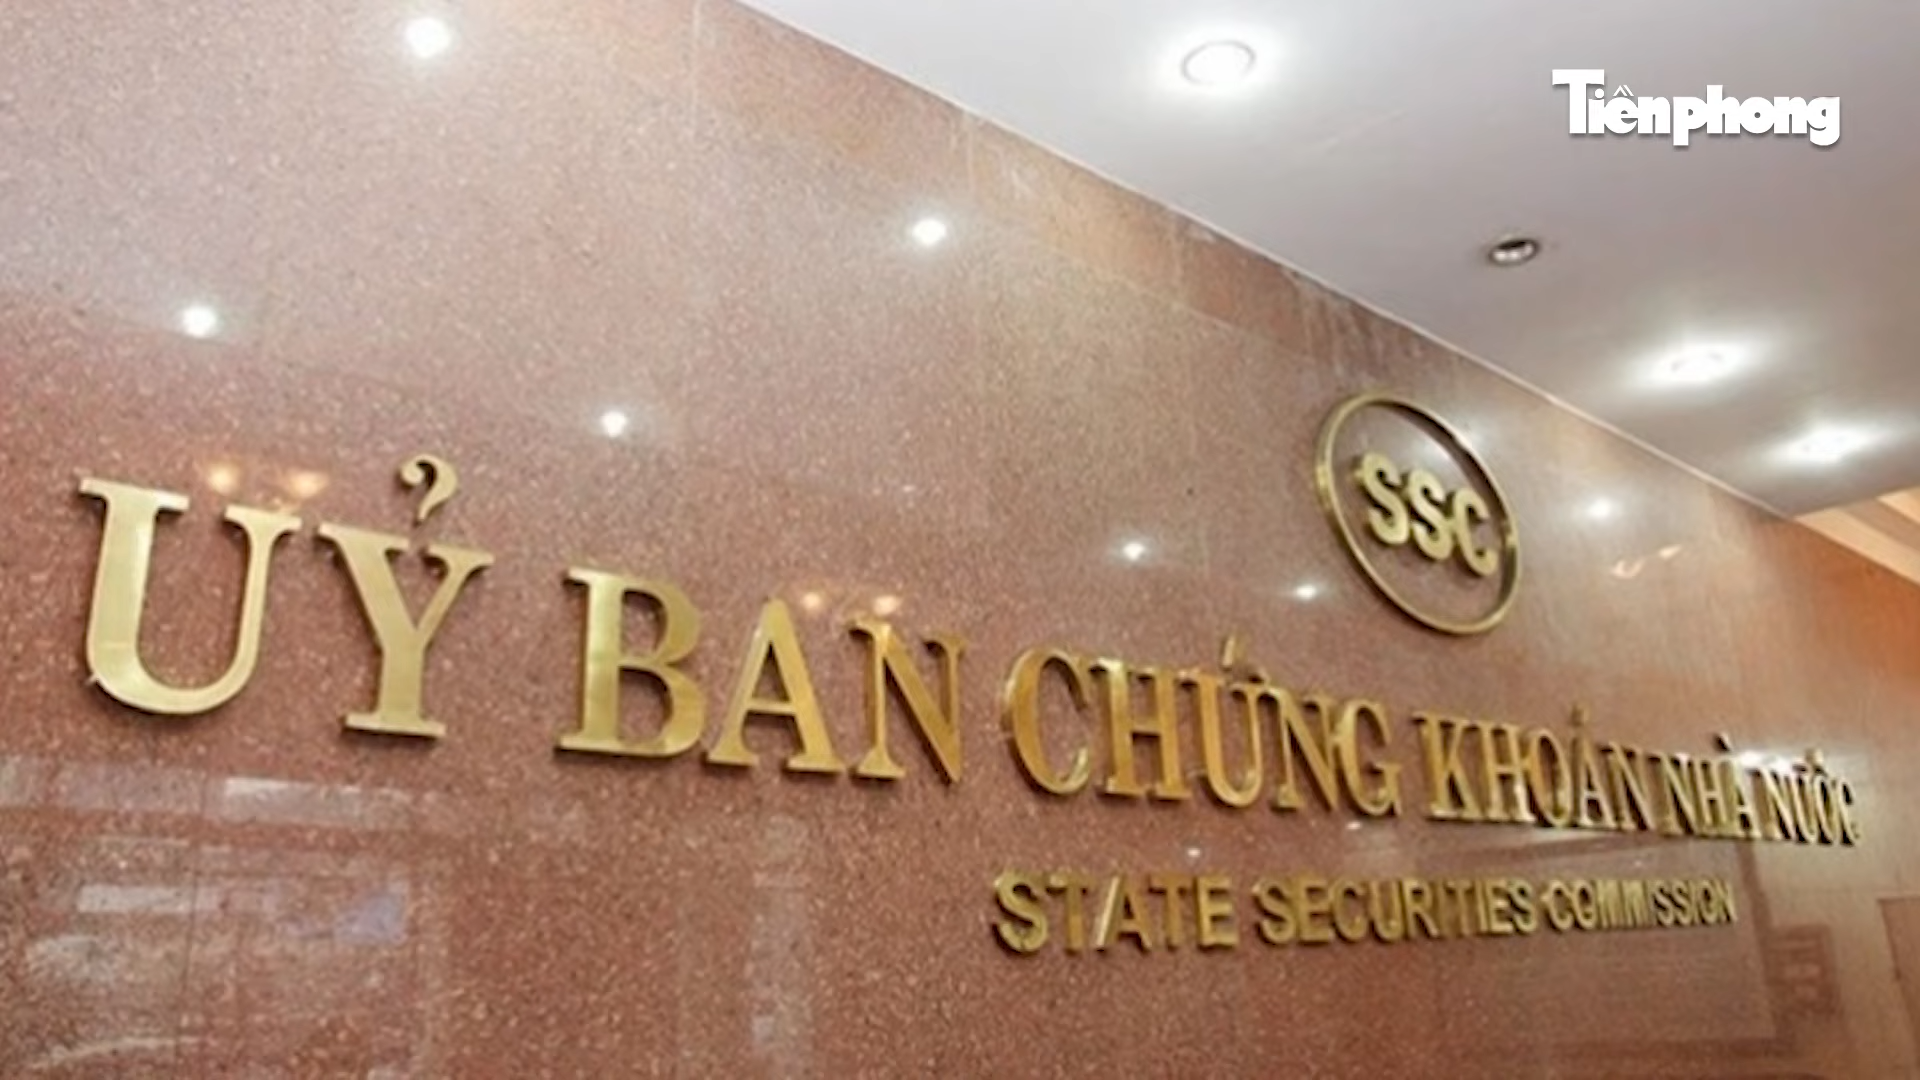 Tiềnphong
SSC
UỶ BAN CHỨNG KHOÁN NHÀ NƯỚC
STATE SECURITIES COMMISSION